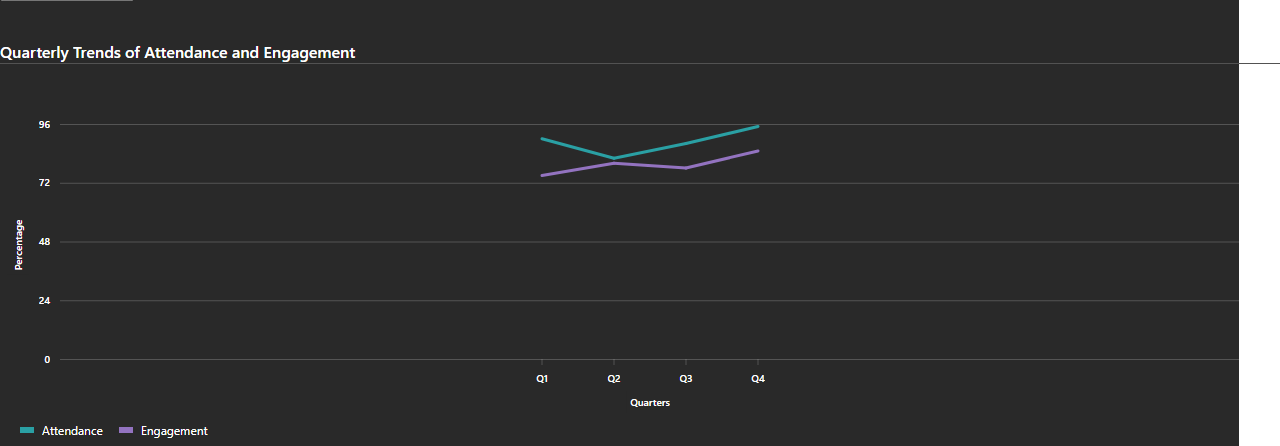 Quarterly Trends of Attendance and Engagement
96
72
48
24
0
Percentage
Q1 Q2 Q3 Q4
Quarters
Attendance Engagement